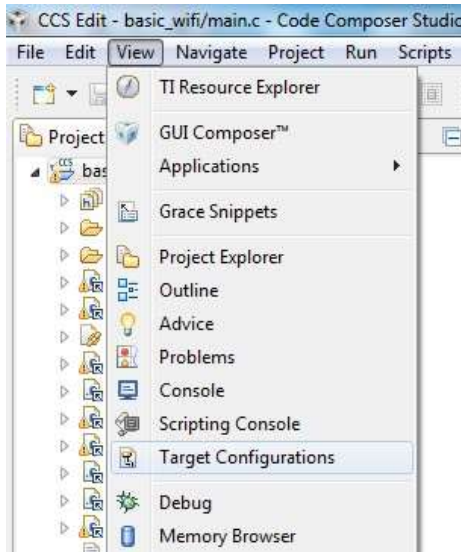 CCS Edit - basic_wifi/main.c - Code Composer Studio
File Edit View Navigate Project Run Scripts
TI Resource Explorer
Project
GUI Composer™
Applications
Grace Snippets
Project Explorer
Outline
Advice
Problems
Console
Scripting Console
Target Configurations
Debug
Memory Browser